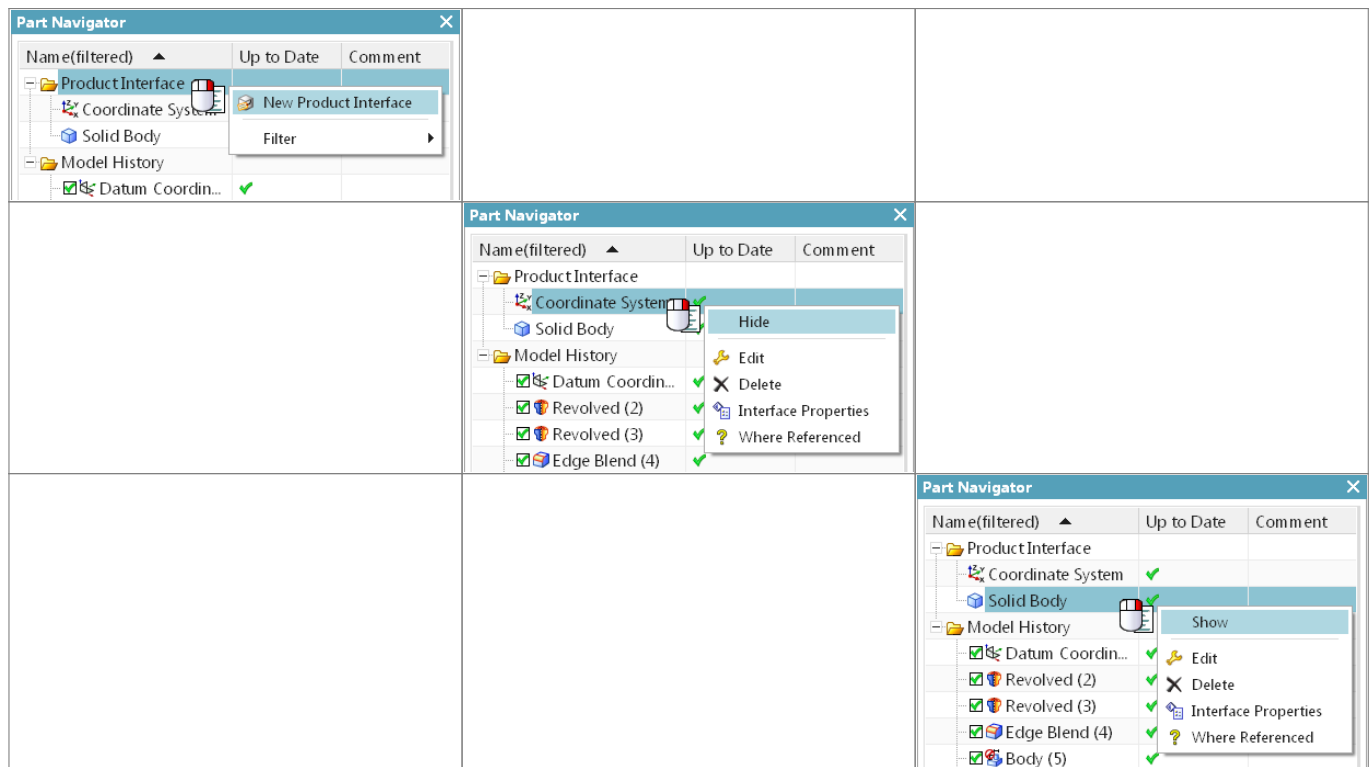 Part Navigator
Name(filtered) Up to Date Comment
Product Interface
New Product Interface
Coordinate Syst
Solid Body
Filter
Model History
Datum Coordin...
Part Navigator
Name(filtered) Up to Date Comment
Product Interface
Coordinate System
Hide
Solid Body
Model History
Edit
Datum Coordin...
Delete
Revolved (2)
Interface Properties
Revolved (3)
Where Referenced
Edge Blend (4)
Part Navigator
Name(filtered) Up to Date Comment
Product Interface
Coordinate System
Solid Body
Show
Model History
Datum Coordin...
Edit
Revolved (2)
Delete
Revolved (3)
Interface Properties
Edge Blend (4)
Where Referenced
Body (5)